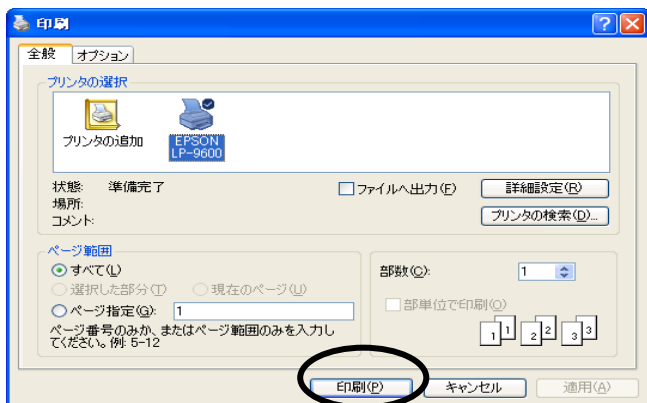 印刷
全般 オプション
プリンタの選択
プリンタの追加 EPSON
LP-9600
状態: 準備完了 ファイルへ出力(F) 詳細設定(R)
場所:
コメント: プリンタの検索(D)...
ページ範囲
すべて(L) 部数(C): 1
選択した部分(T) 現在のページ(U)
ページ指定(G): 1 部単位で印刷(O)
ページ番号のみか、またはページ範囲のみを入力し
てください。例: 5-12
1 1 2 2 3 3
印刷(P) キャンセル 適用(A)